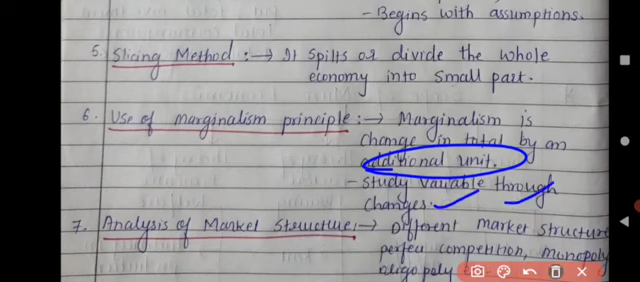 - Begins with assumptions.
5. Slicing Method :→ It spilts or divide the whole
economy into small part.
6. Use of marginalism principle :→ Marginalism is
change in total by an
additional unit.
- Study variable through
changes.
7. Analysis of Market Structure :→ Different market structure
perfect competition, monopoly
oligopoly